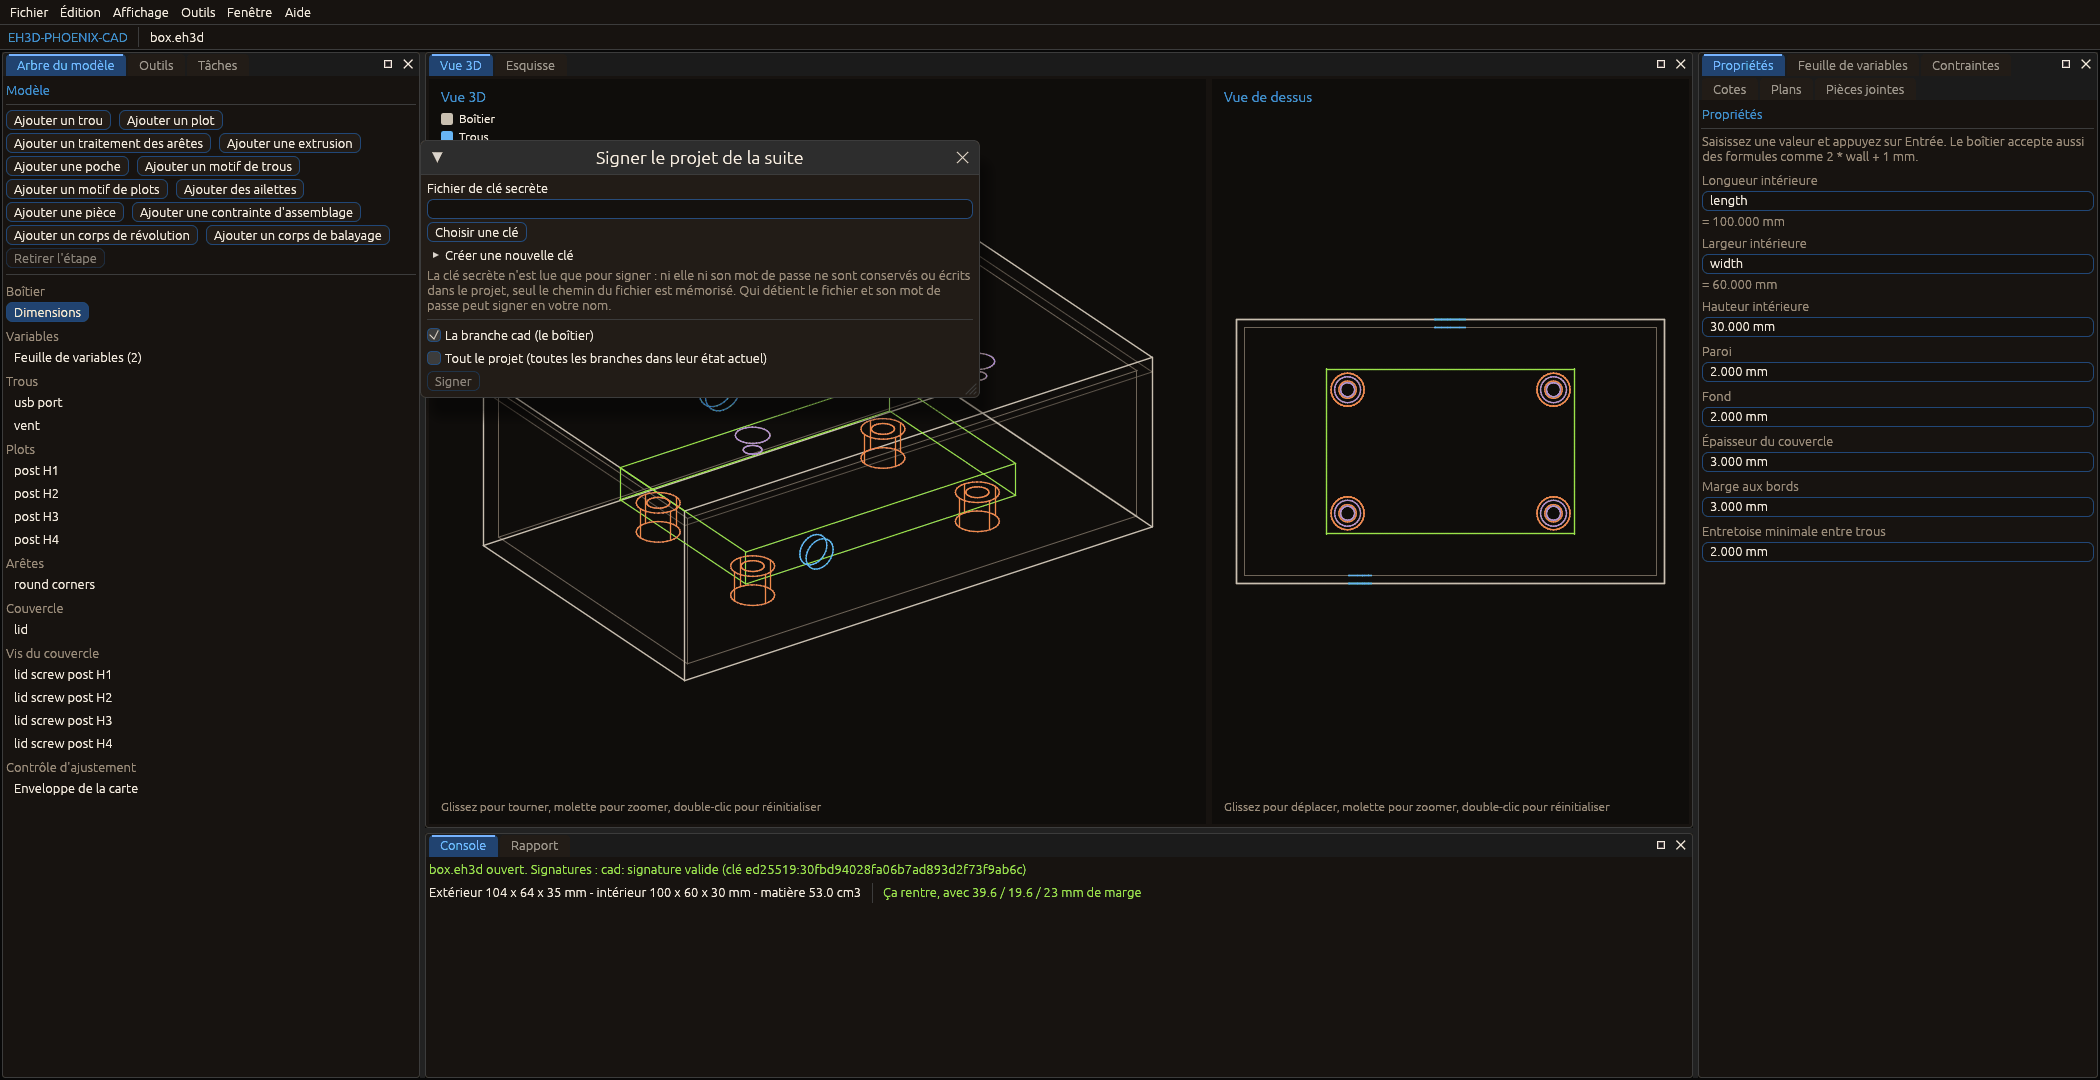 Fichier Édition Affichage Outils Fenêtre Aide
EH3D-PHOENIX-CAD box.eh3d
Arbre du modèle Outils Tâches
Modèle
Ajouter un trou Ajouter un plot
Ajouter un traitement des arêtes Ajouter une extrusion
Ajouter une poche Ajouter un motif de trous
Ajouter un motif de plots Ajouter des ailettes
Ajouter une pièce Ajouter une contrainte d'assemblage
Ajouter un corps de révolution Ajouter un corps de balayage
Retirer l'étape
Boîtier
Dimensions
Variables
Feuille de variables (2)
Trous
usb port
vent
Plots
post H1
post H2
post H3
post H4
Arêtes
round corners
Couvercle
lid
Vis du couvercle
lid screw post H1
lid screw post H2
lid screw post H3
lid screw post H4
Contrôle d'ajustement
Enveloppe de la carte
Vue 3D Esquisse
Vue 3D
Boîtier
Trous
Signer le projet de la suite
Fichier de clé secrète
Choisir une clé
Créer une nouvelle clé
La clé secrète n'est lue que pour signer : ni elle ni son mot de passe ne sont conservés ou écrits
dans le projet, seul le chemin du fichier est mémorisé. Qui détient le fichier et son mot de
passe peut signer en votre nom.
La branche cad (le boîtier)
Tout le projet (toutes les branches dans leur état actuel)
Signer
Glissez pour tourner, molette pour zoomer, double-clic pour réinitialiser
Vue de dessus
Glissez pour déplacer, molette pour zoomer, double-clic pour réinitialiser
Console Rapport
box.eh3d ouvert. Signatures : cad: signature valide (clé ed25519:30fbd94028fa06b7ad893d2f73f9ab6c)
Extérieur 104 x 64 x 35 mm - intérieur 100 x 60 x 30 mm - matière 53.0 cm3 Ça rentre, avec 39.6 / 19.6 / 23 mm de marge
Propriétés Feuille de variables Contraintes
Cotes Plans Pièces jointes
Propriétés
Saisissez une valeur et appuyez sur Entrée. Le boîtier accepte aussi
des formules comme 2 * wall + 1 mm.
Longueur intérieure
length
= 100.000 mm
Largeur intérieure
width
= 60.000 mm
Hauteur intérieure
30.000 mm
Paroi
2.000 mm
Fond
2.000 mm
Épaisseur du couvercle
3.000 mm
Marge aux bords
3.000 mm
Entretoise minimale entre trous
2.000 mm